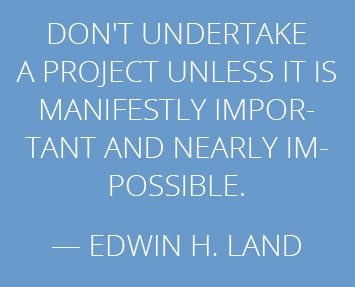 DON'T UNDERTAKE
A PROJECT UNLESS IT IS
MANIFESTLY IMPOR-
TANT AND NEARLY IM-
POSSIBLE.
— EDWIN H. LAND